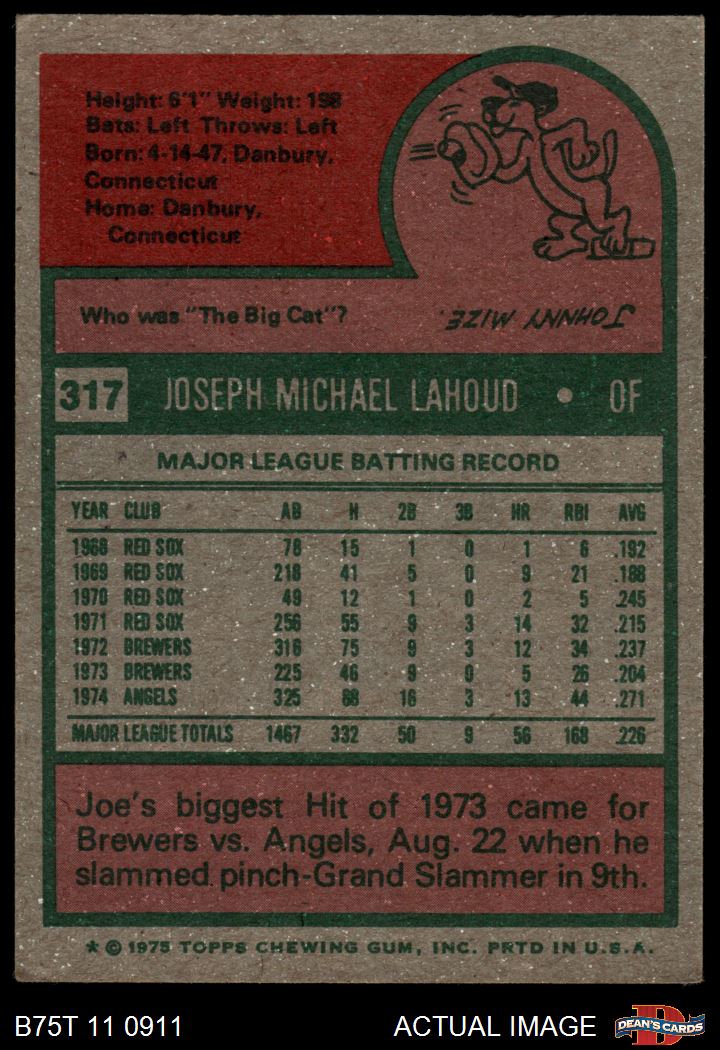 Height: 6'1" Weight: 198
Bats: Left Throws: Left
Born: 4-14-47, Danbury,
Connecticut
Home: Danbury,
Connecticut
Who was "The Big Cat"?
JOHNNY MIZE.
317 JOSEPH MICHAEL LAHOUD • OF
MAJOR LEAGUE BATTING RECORD
YEAR CLUB AB H 2B 3B HR RBI AVG
1968 RED SOX 78 15 1 0 1 6 .192
1969 RED SOX 218 41 5 0 9 21 .188
1970 RED SOX 49 12 1 0 2 5 .245
1971 RED SOX 256 55 9 3 14 32 .215
1972 BREWERS 316 75 9 3 12 34 .237
1973 BREWERS 225 46 9 0 5 26 .204
1974 ANGELS 325 88 16 3 13 44 .271
MAJOR LEAGUE TOTALS 1467 332 50 9 56 168 .226
Joe's biggest Hit of 1973 came for
Brewers vs. Angels, Aug. 22 when he
slammed pinch-Grand Slammer in 9th.
* © 1975 TOPPS CHEWING GUM, INC. PRTD IN U.S.A.
B75T 11 0911 ACTUAL IMAGE
DEAN'S CARDS